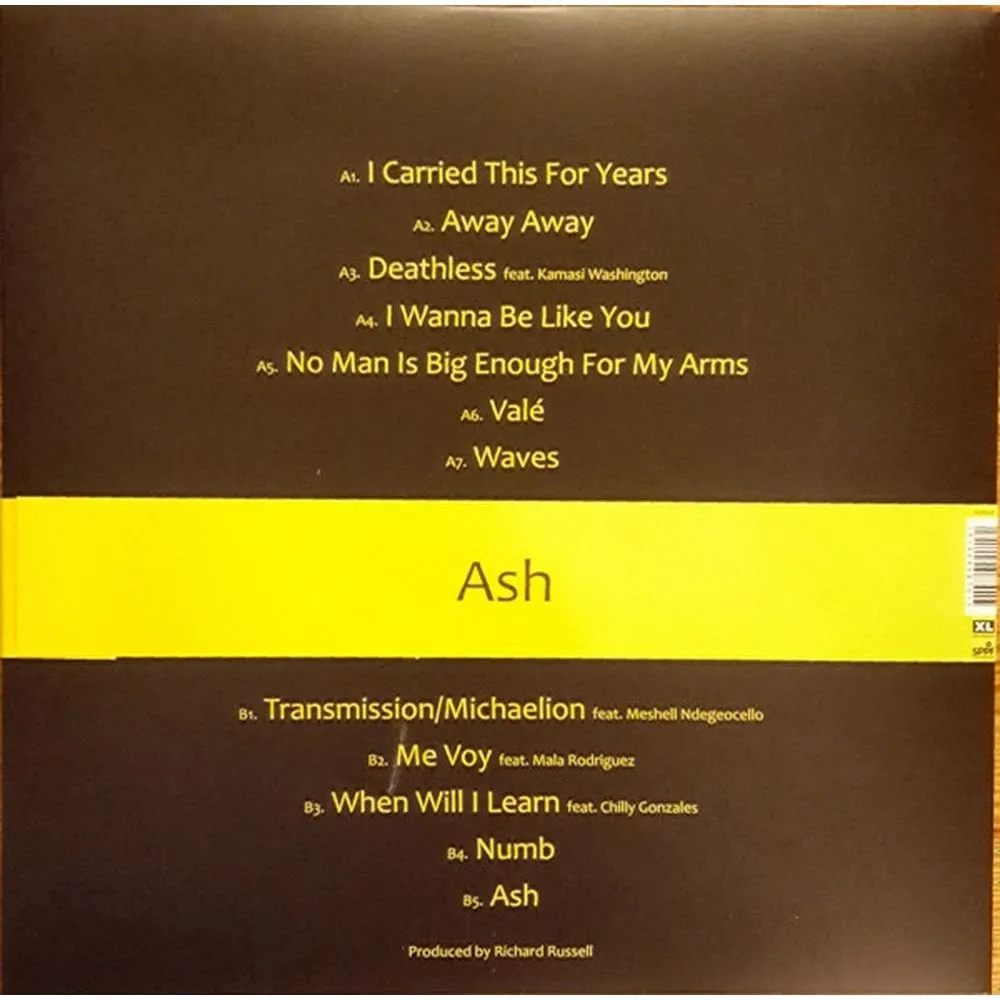 A1. I Carried This For Years
A2. Away Away
A3. Deathless feat. Kamasi Washington
A4. I Wanna Be Like You
A5. No Man Is Big Enough For My Arms
A6. Valé
A7. Waves
Ash
XL
SPPF
B1. Transmission/Michaelion feat. Meshell Ndegeocello
B2. Me Voy feat. Mala Rodriguez
B3. When Will I Learn feat. Chilly Gonzales
B4. Numb
B5. Ash
Produced by Richard Russell